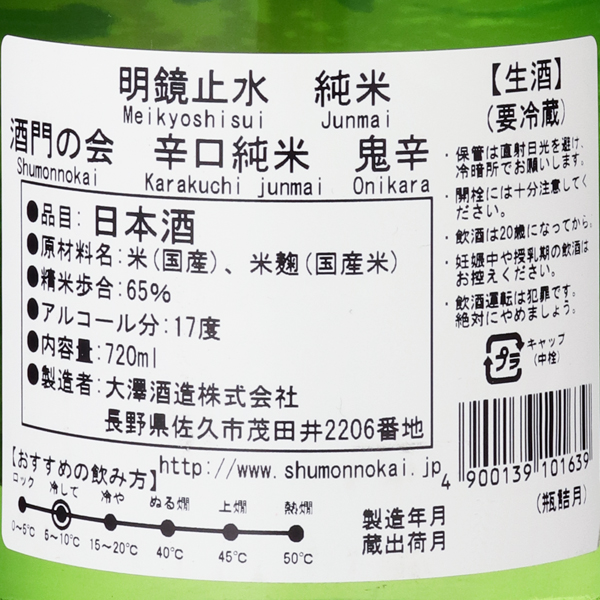 明鏡止水　純米
Meikyoshisui　Junmai
酒門の会　辛口純米　鬼辛
Shumonnokai　Karakuchi junmai　Onikara
●品目：日本酒
●原材料名：米(国産)、米麹(国産米)
●精米歩合：65%
●アルコール分：17度
●内容量：720ml
●製造者：大澤酒造株式会社
長野県佐久市茂田井2206番地
http://www.shumonnokai.jp
【おすすめの飲み方】
ロック　冷して　冷や　ぬる燗　上燗　熱燗
0~5℃　5~10℃　15~20℃　40℃　45℃　50℃
製造年月
蔵出荷月
【生酒】
(要冷蔵)
・保管は直射日光を避け、
冷暗所でお願いします。
・開栓には十分注意してく
ださい。
・飲酒は20歳になってから。
・妊娠中や授乳期の飲酒は
お控えください。
・飲酒運転は犯罪です。
絶対にやめましょう。
プラ
キャップ
(中栓)
4 900139 101639
(瓶詰月)